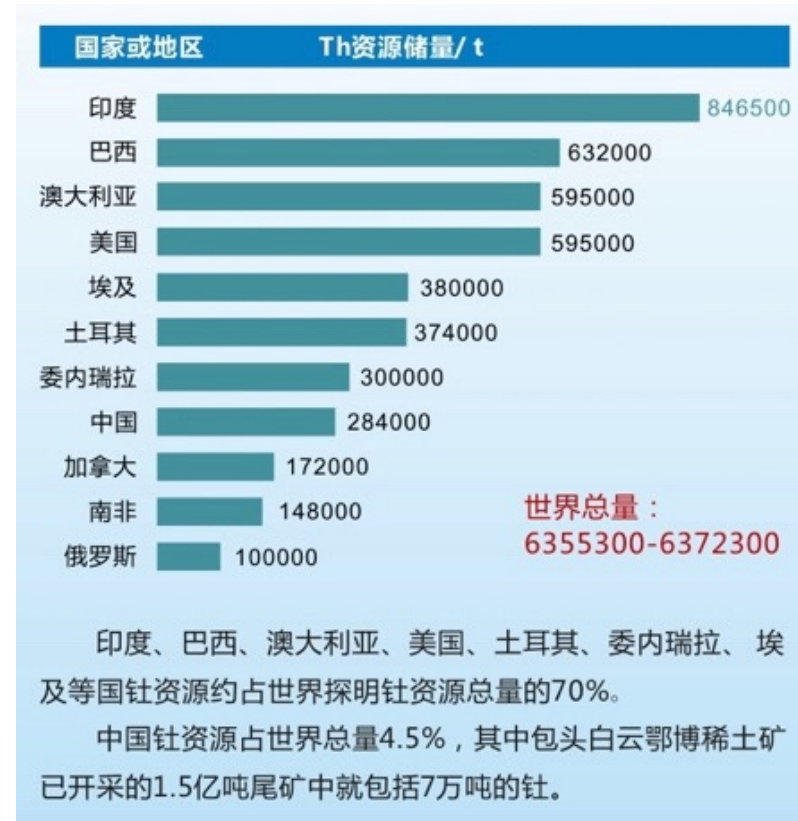 国家或地区 Th资源储量/ t
印度 846500
巴西 632000
澳大利亚 595000
美国 595000
埃及 380000
土耳其 374000
委内瑞拉 300000
中国 284000
加拿大 172000
南非 148000
俄罗斯 100000
世界总量：
6355300-6372300
印度、巴西、澳大利亚、美国、土耳其、委内瑞拉、 埃
及等国钍资源约占世界探明钍资源总量的70%。
中国钍资源占世界总量4.5%，其中包头白云鄂博稀土矿
已开采的1.5亿吨尾矿中就包括7万吨的钍。